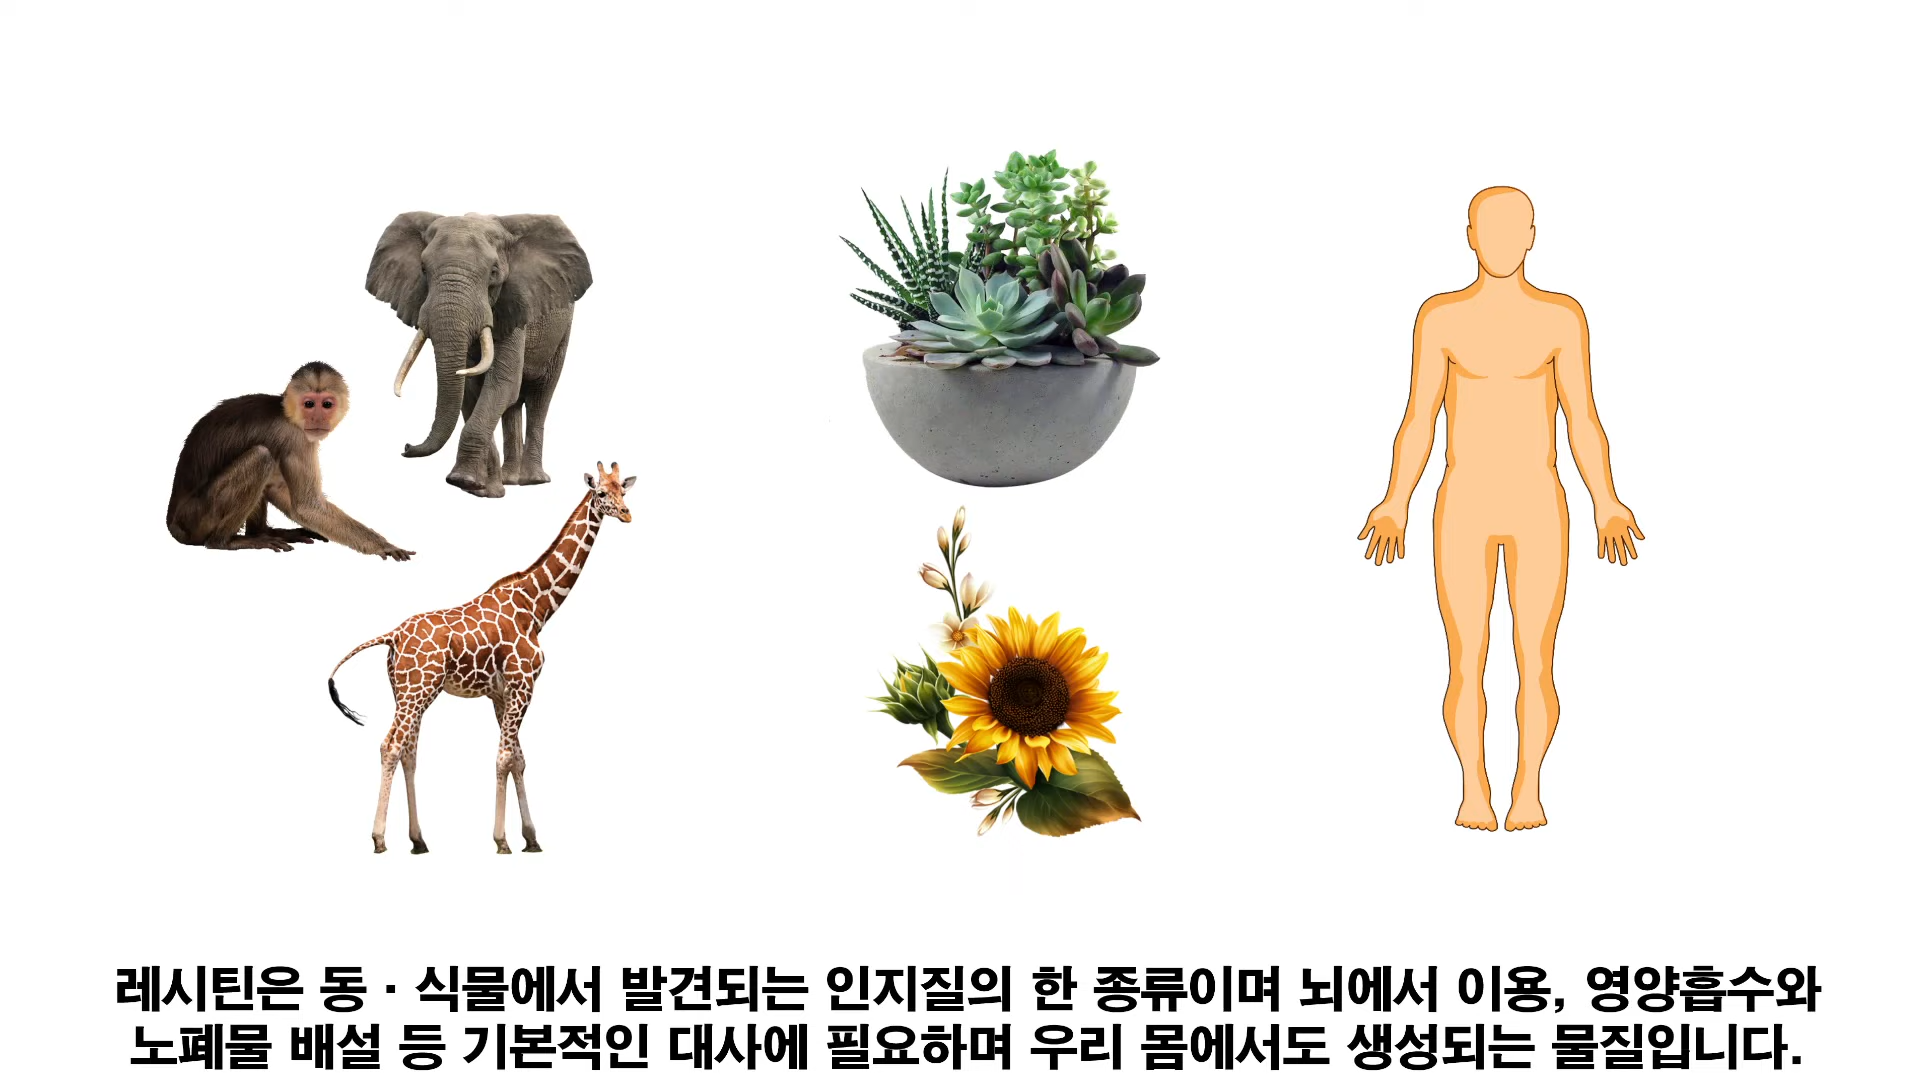 레시틴은 동 · 식물에서 발견되는 인지질의 한 종류이며 뇌에서 이용, 영양흡수와
노폐물 배설 등 기본적인 대사에 필요하며 우리 몸에서도 생성되는 물질입니다.